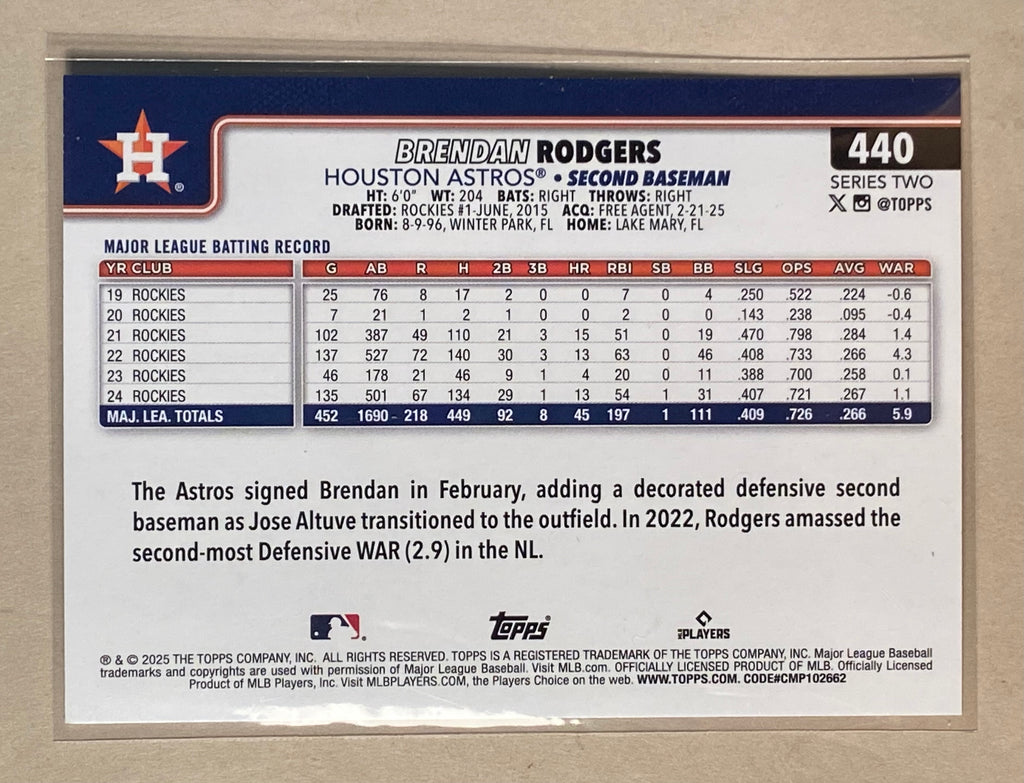 H ®
BRENDAN RODGERS
440
HOUSTON ASTROS® • SECOND BASEMAN
SERIES TWO
HT: 6'0" WT: 204 BATS: RIGHT THROWS: RIGHT
@TOPPS
DRAFTED: ROCKIES #1-JUNE, 2015 ACQ: FREE AGENT, 2-21-25
BORN: 8-9-96, WINTER PARK, FL HOME: LAKE MARY, FL
MAJOR LEAGUE BATTING RECORD
YR CLUB G AB R H 2B 3B HR RBI SB BB SLG OPS AVG WAR
19 ROCKIES 25 76 8 17 2 0 0 7 0 4 .250 .522 .224 -0.6
20 ROCKIES 7 21 1 2 1 0 0 2 0 0 .143 .238 .095 -0.4
21 ROCKIES 102 387 49 110 21 3 15 51 0 19 .470 .798 .284 1.4
22 ROCKIES 137 527 72 140 30 3 13 63 0 46 .408 .733 .266 4.3
23 ROCKIES 46 178 21 46 9 1 4 20 0 11 .388 .700 .258 0.1
24 ROCKIES 135 501 67 134 29 1 13 54 1 31 .407 .721 .267 1.1
MAJ. LEA. TOTALS 452 1690 218 449 92 8 45 197 1 111 .409 .726 .266 5.9
The Astros signed Brendan in February, adding a decorated defensive second
baseman as Jose Altuve transitioned to the outfield. In 2022, Rodgers amassed the
second-most Defensive WAR (2.9) in the NL.
Topps®
MLB PLAYERS
® & © 2025 THE TOPPS COMPANY, INC. ALL RIGHTS RESERVED. TOPPS IS A REGISTERED TRADEMARK OF THE TOPPS COMPANY, INC. Major League Baseball
trademarks and copyrights are used with permission of Major League Baseball. Visit MLB.com. OFFICIALLY LICENSED PRODUCT OF MLB. Officially Licensed
Product of MLB Players, Inc. Visit MLBPLAYERS.COM, the Players Choice on the web. WWW.TOPPS.COM. CODE#CMP102662